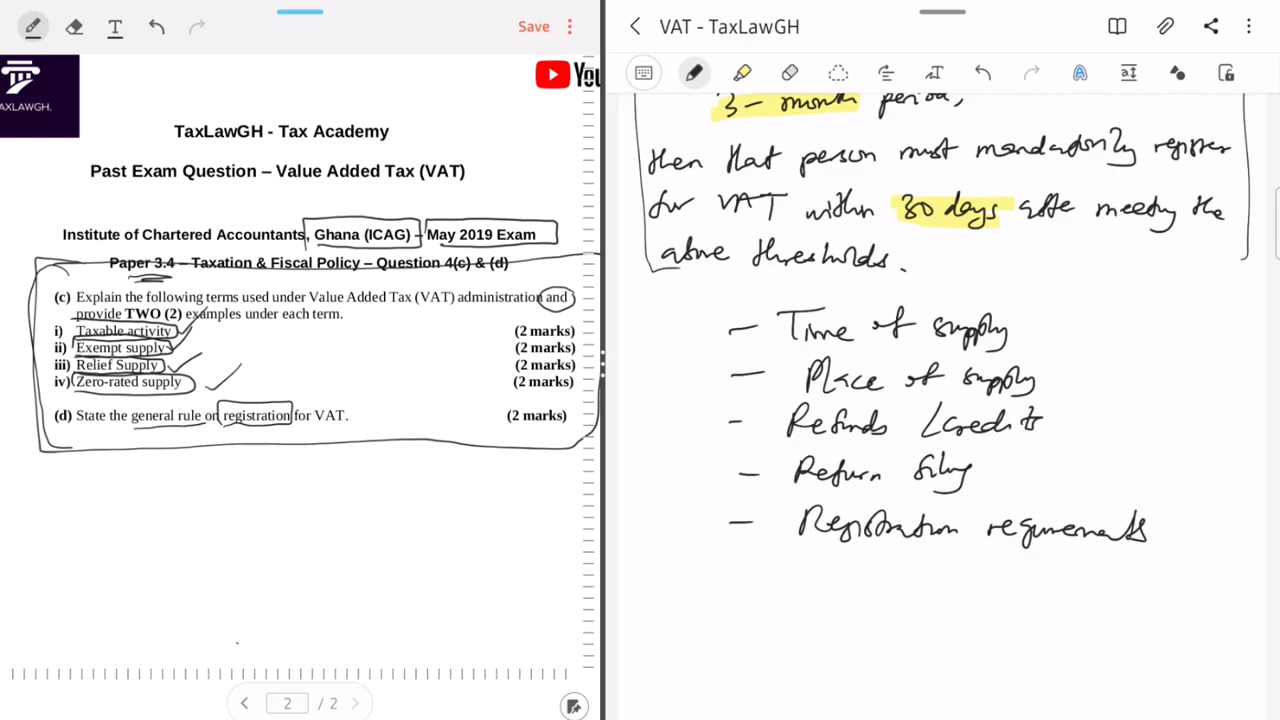 Save
VAT - TaxLawGH
TAXLAWGH.
You
TaxLawGH - Tax Academy
Past Exam Question – Value Added Tax (VAT)
Institute of Chartered Accountants, Ghana (ICAG) – May 2019 Exam
Paper 3.4 – Taxation & Fiscal Policy – Question 4(c) & (d)
(c) Explain the following terms used under Value Added Tax (VAT) administration and
provide TWO (2) examples under each term.
i) Taxable activity (2 marks)
ii) Exempt supply (2 marks)
iii) Relief Supply (2 marks)
iv) Zero-rated supply (2 marks)
(d) State the general rule on registration for VAT. (2 marks)
2 / 2
3 - month period,
then that person must mandatorily register
for VAT within 30 days after meeting the
above thresholds.
- Time of supply
- Place of supply
- Refunds / Credits
- Return filing
- Registration requirements